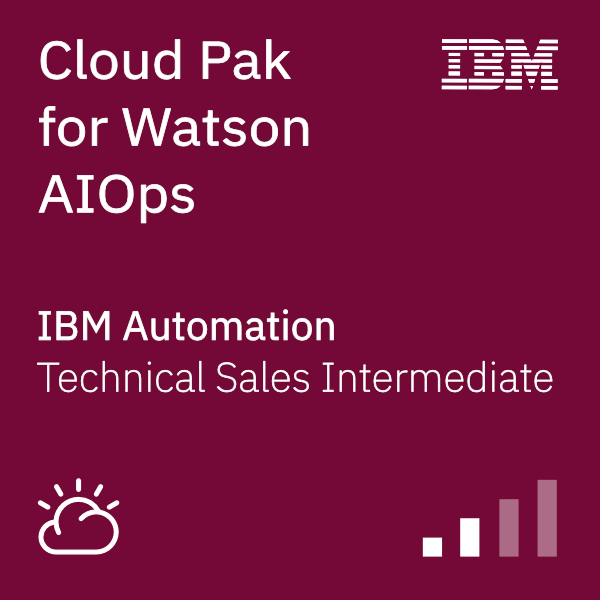 Cloud Pak
IBM
for Watson
AIOps
IBM Automation
Technical Sales Intermediate